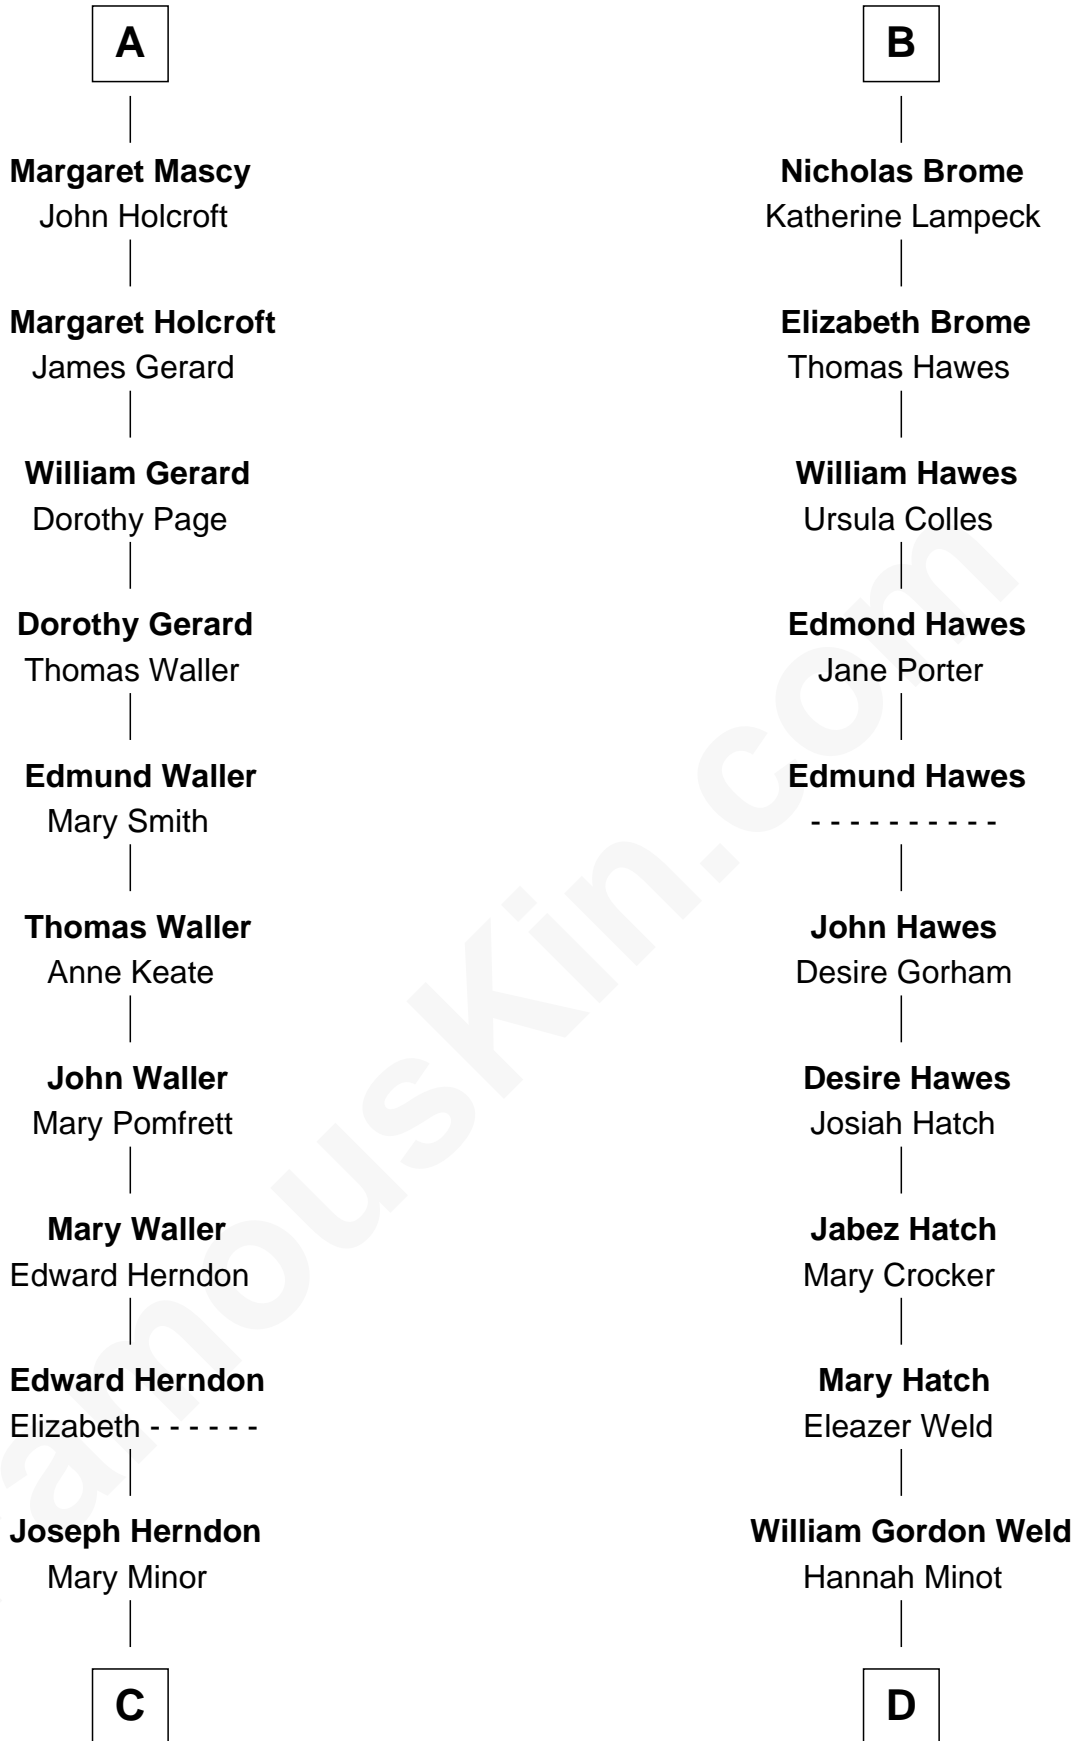 A
Margaret Mascy
John Holcroft
Margaret Holcroft
James Gerard
William Gerard
Dorothy Page
Dorothy Gerard
Thomas Waller
Edmund Waller
Mary Smith
Thomas Waller
Anne Keate
John Waller
Mary Pomfrett
Mary Waller
Edward Herndon
Edward Herndon
Elizabeth - - - - - -
Joseph Herndon
Mary Minor
C
B
Nicholas Brome
Katherine Lampeck
Elizabeth Brome
Thomas Hawes
William Hawes
Ursula Colles
Edmond Hawes
Jane Porter
Edmund Hawes
- - - - - - - - - -
John Hawes
Desire Gorham
Desire Hawes
Josiah Hatch
Jabez Hatch
Mary Crocker
Mary Hatch
Eleazer Weld
William Gordon Weld
Hannah Minot
D
amouskin.com